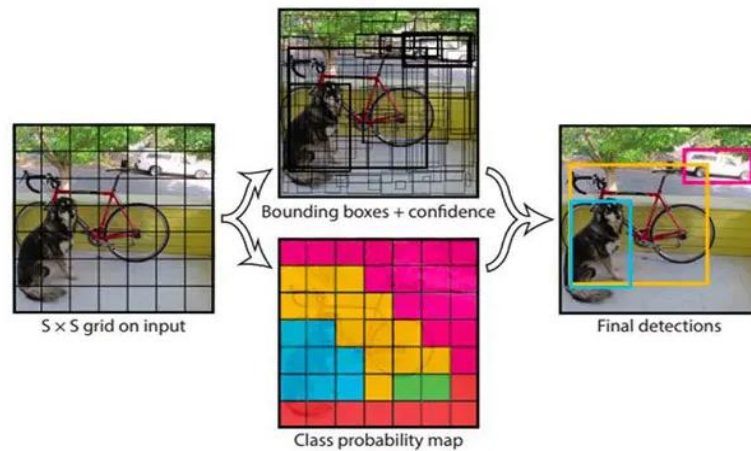 Bounding boxes + confidence
S × S grid on input
Final detections
Class probability map